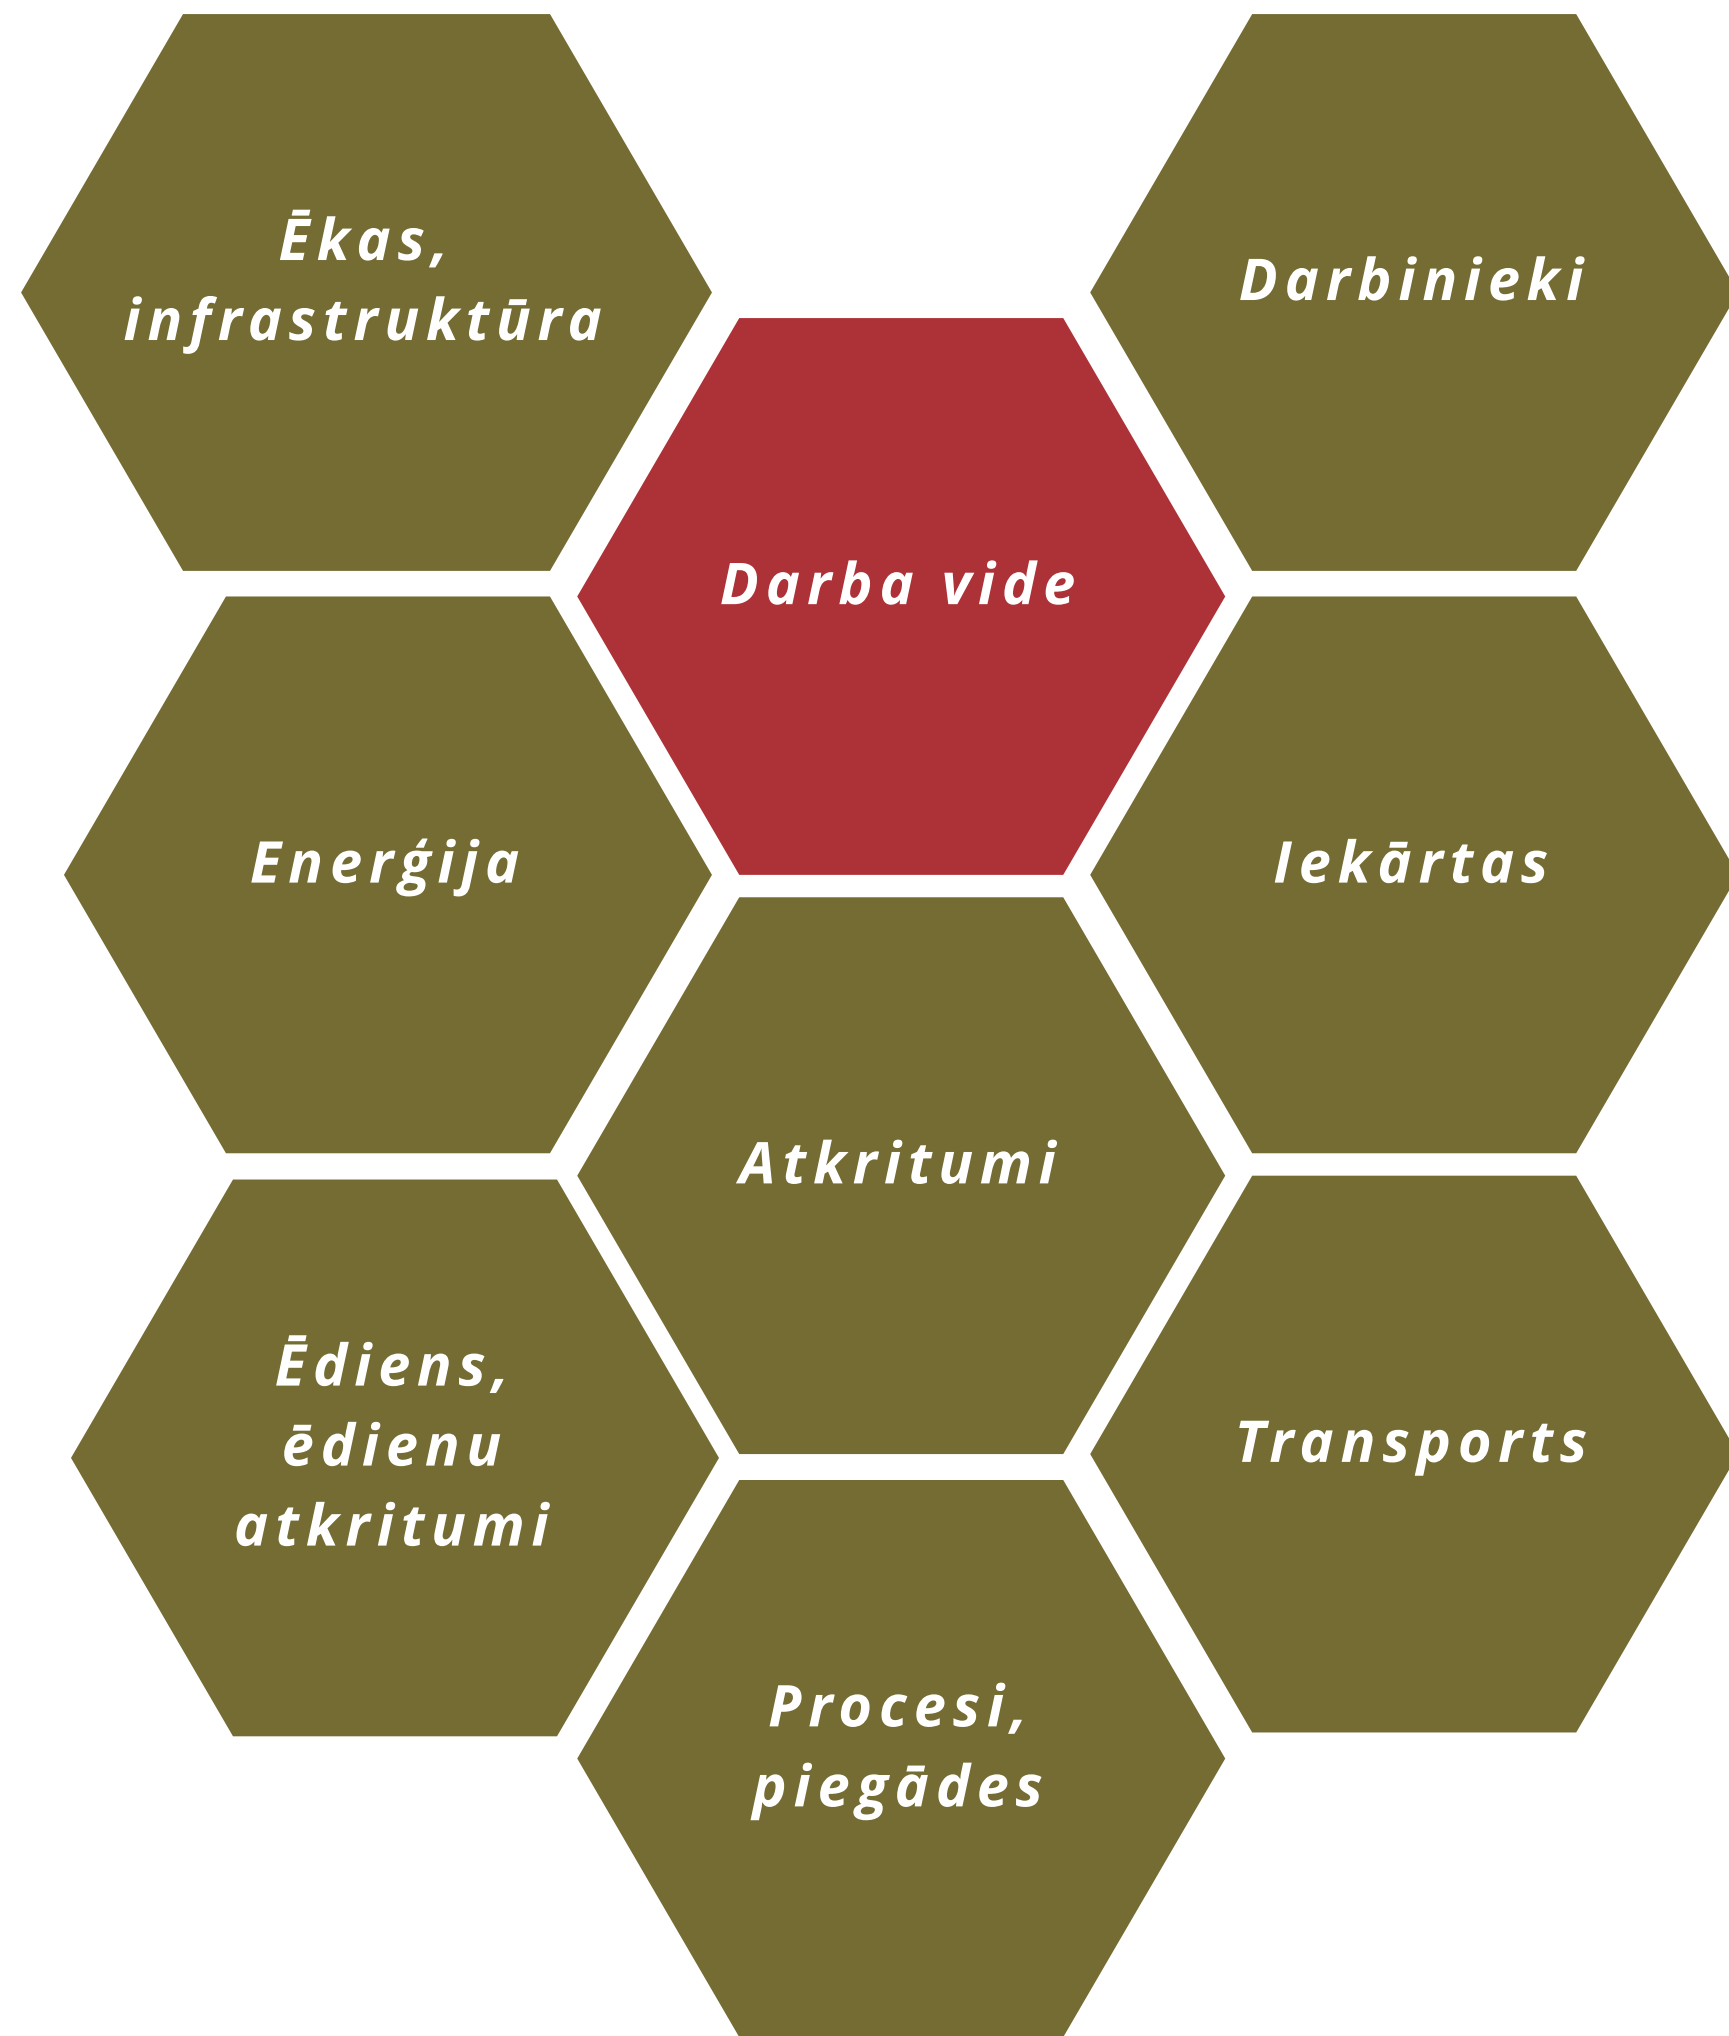 Ēkas,
infrastruktūra
Darbinieki
Darba vide
Enerģija
Iekārtas
Atkritumi
Ēdiens,
ēdienu
atkritumi
Transports
Procesi,
piegādes